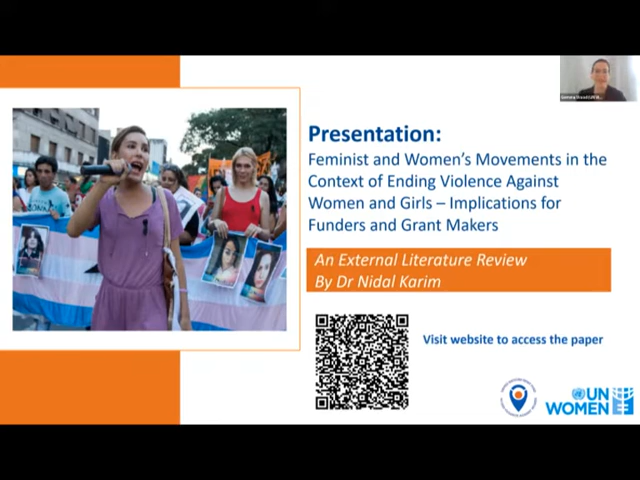 Presentation:
Feminist and Women's Movements in the
Context of Ending Violence Against
Women and Girls – Implications for
Funders and Grant Makers
An External Literature Review
By Dr Nidal Karim
Visit website to access the paper
UN
WOMEN